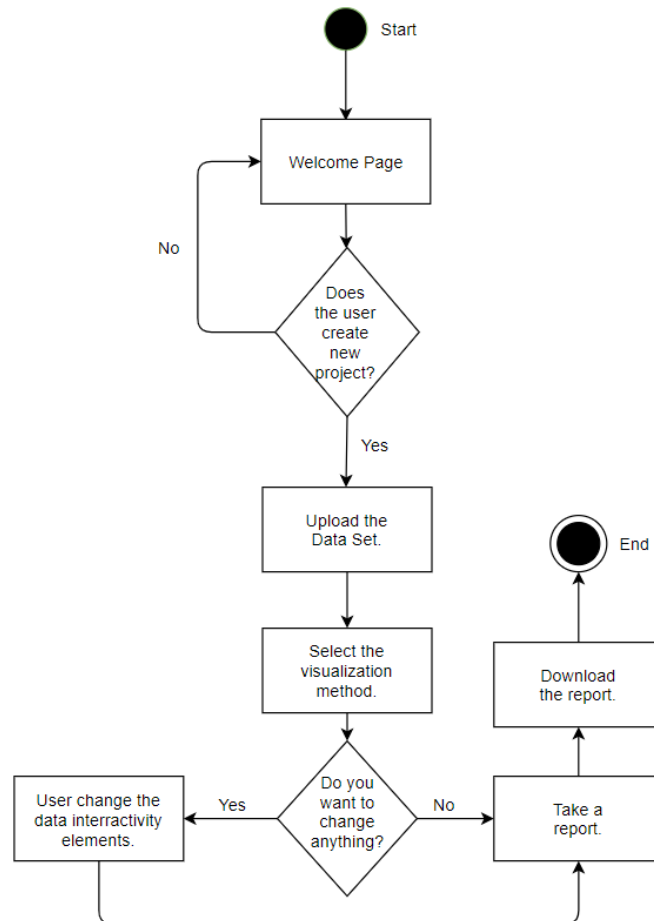 Start
Welcome Page
No
Does
the user
create
new
project?
Yes
Upload the
Data Set.
End
Select the
visualization
method.
Download
the report.
User change the
data interractivity
elements.
Yes
Do you
want to
change
anything?
No
Take a
report.